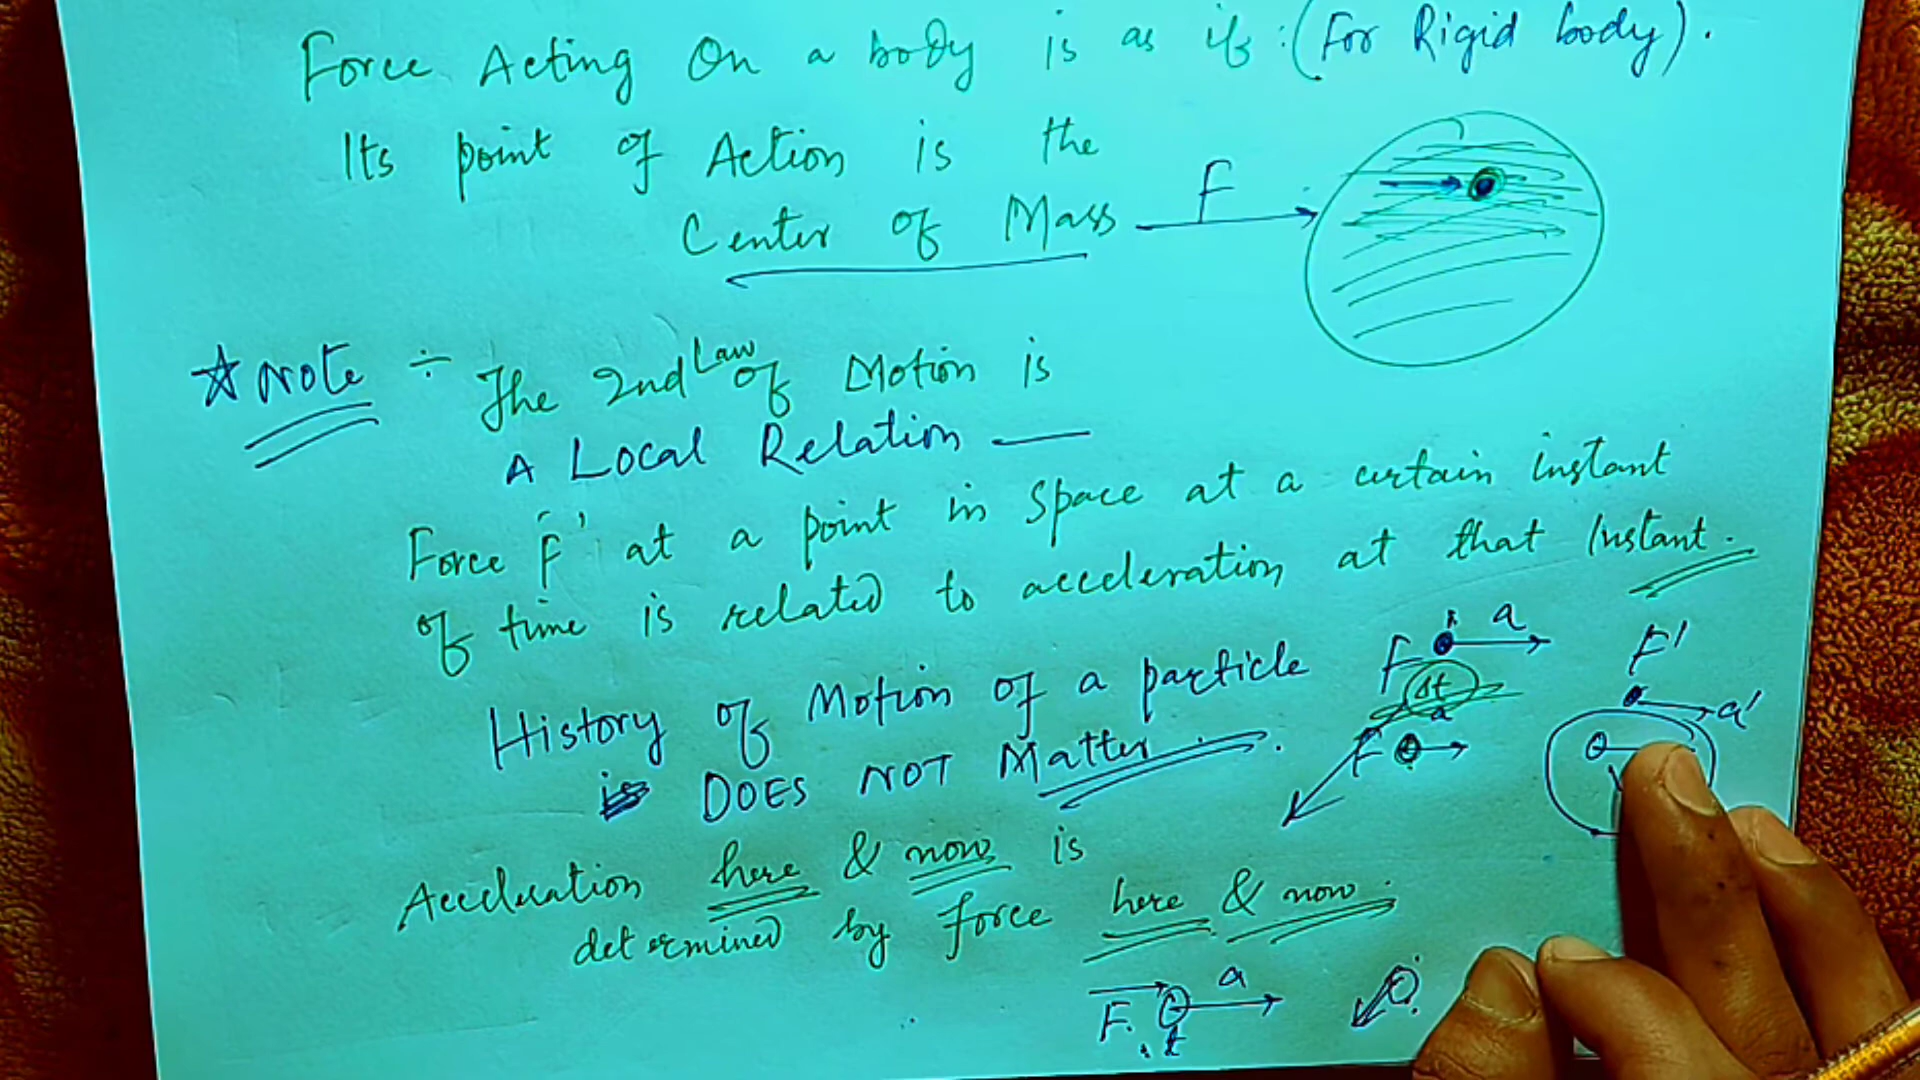 Force Acting On a body is as if :(For Rigid body).
Its point of Action is the
Center of Mass
F
☆ Note ÷ The 2nd Law of Motion is
A Local Relation —
Force 'F' at a point in Space at a certain instant
of time is related to acceleration at that Instant.
F a
F'
Δt
a'
a
F
History of Motion of a particle
is DOES NOT Matter.
Acceleration here & now is
determined by force here & now.
F. a
t